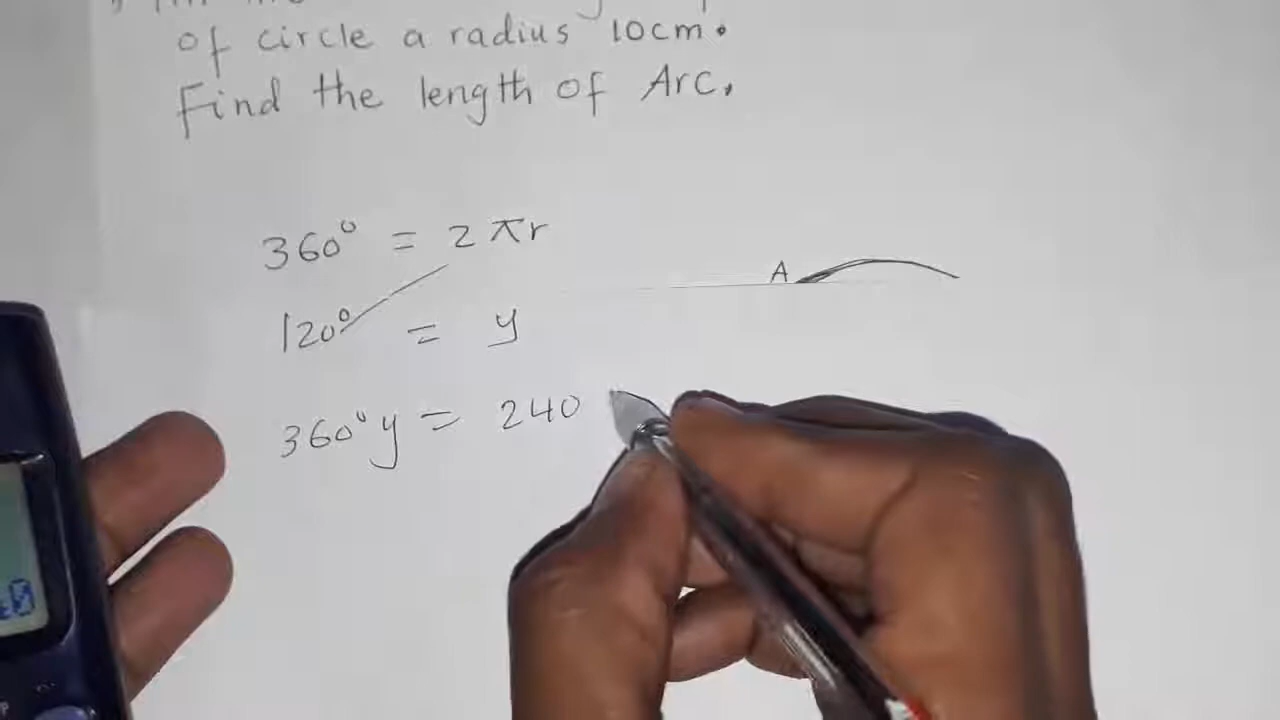 of circle a radius 10cm.
Find the length of Arc.
360° = 2πr
A
120° = y
360°y = 240